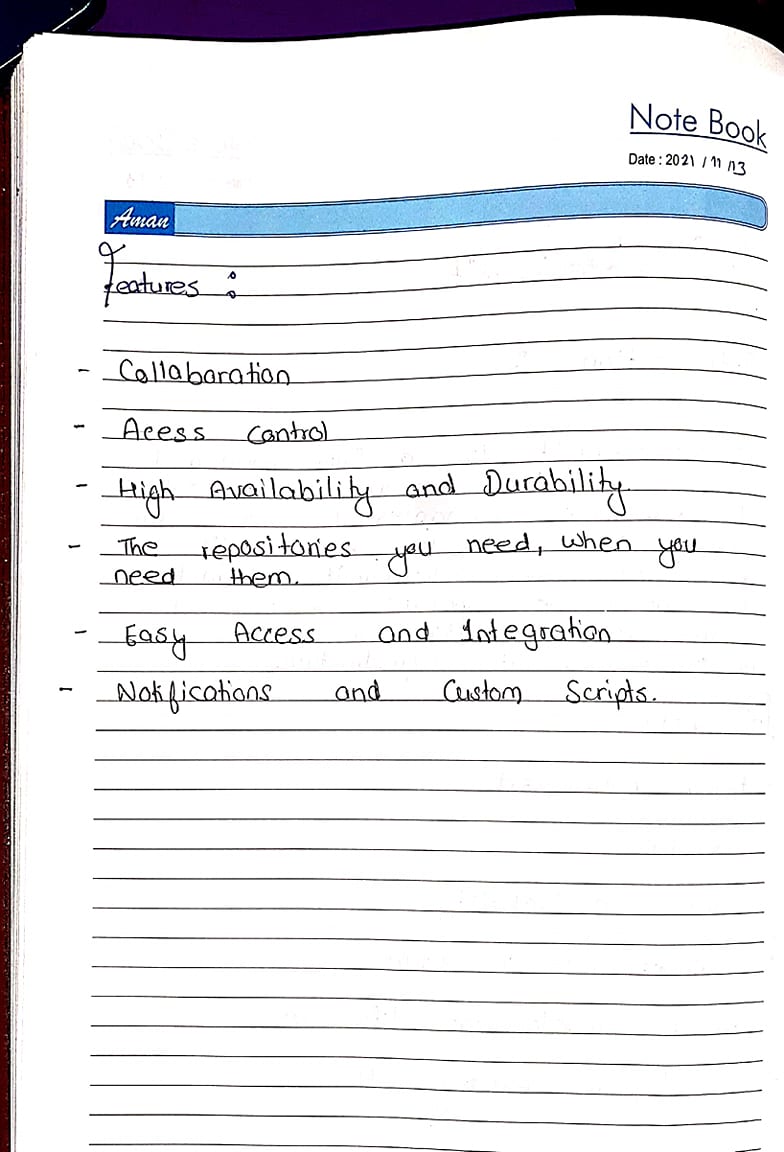 Note Book
Date : 2021 / 11 /13
Aman
features :
- Collaboration
- Acess Control
- High Availability and Durability.
- The repositories you need, when you
need them.
- Easy Access and Integration
- Notifications and Custom Scripts.